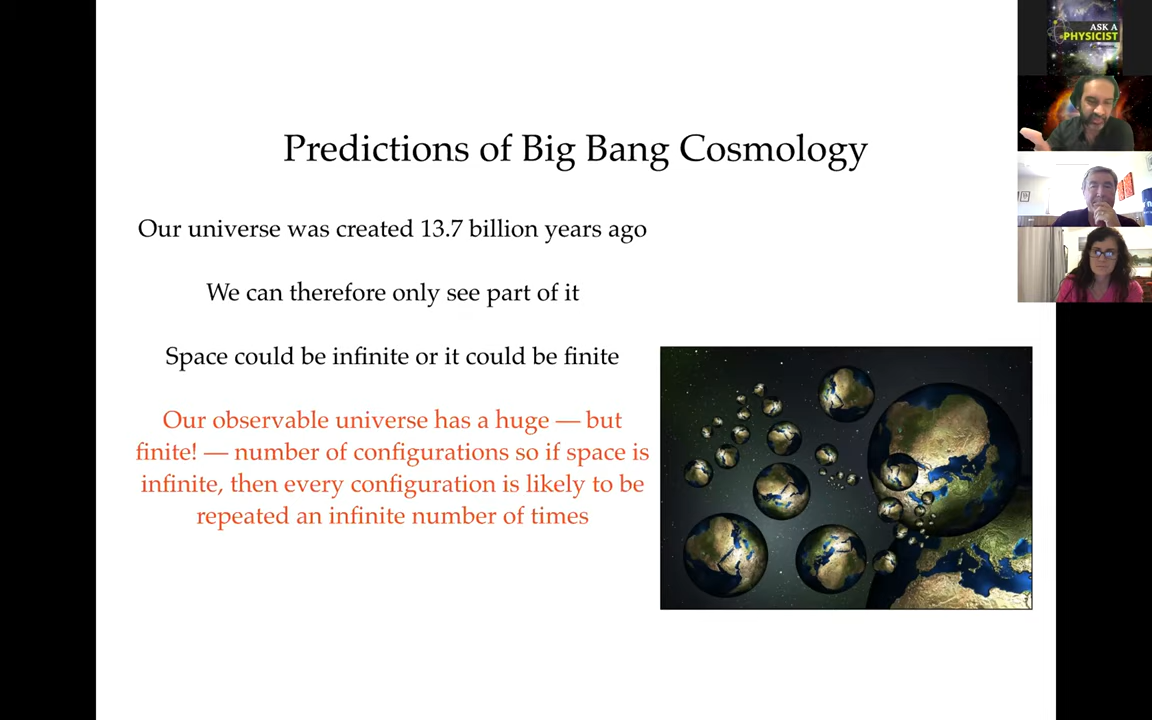 Predictions of Big Bang Cosmology
Our universe was created 13.7 billion years ago
We can therefore only see part of it
Space could be infinite or it could be finite
Our observable universe has a huge — but
finite! — number of configurations so if space is
infinite, then every configuration is likely to be
repeated an infinite number of times
ASK A
PHYSICIST